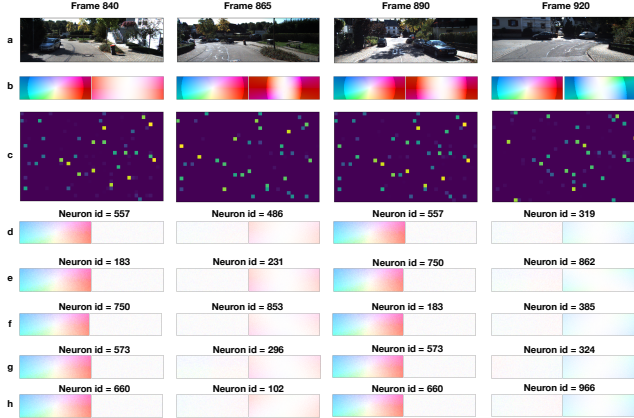 Frame 840 Frame 865 Frame 890 Frame 920
a
b
c
Neuron id = 557 Neuron id = 486 Neuron id = 557 Neuron id = 319
d
Neuron id = 183 Neuron id = 231 Neuron id = 750 Neuron id = 862
e
Neuron id = 750 Neuron id = 853 Neuron id = 183 Neuron id = 385
f
Neuron id = 573 Neuron id = 296 Neuron id = 573 Neuron id = 324
g
Neuron id = 660 Neuron id = 102 Neuron id = 660 Neuron id = 966
h